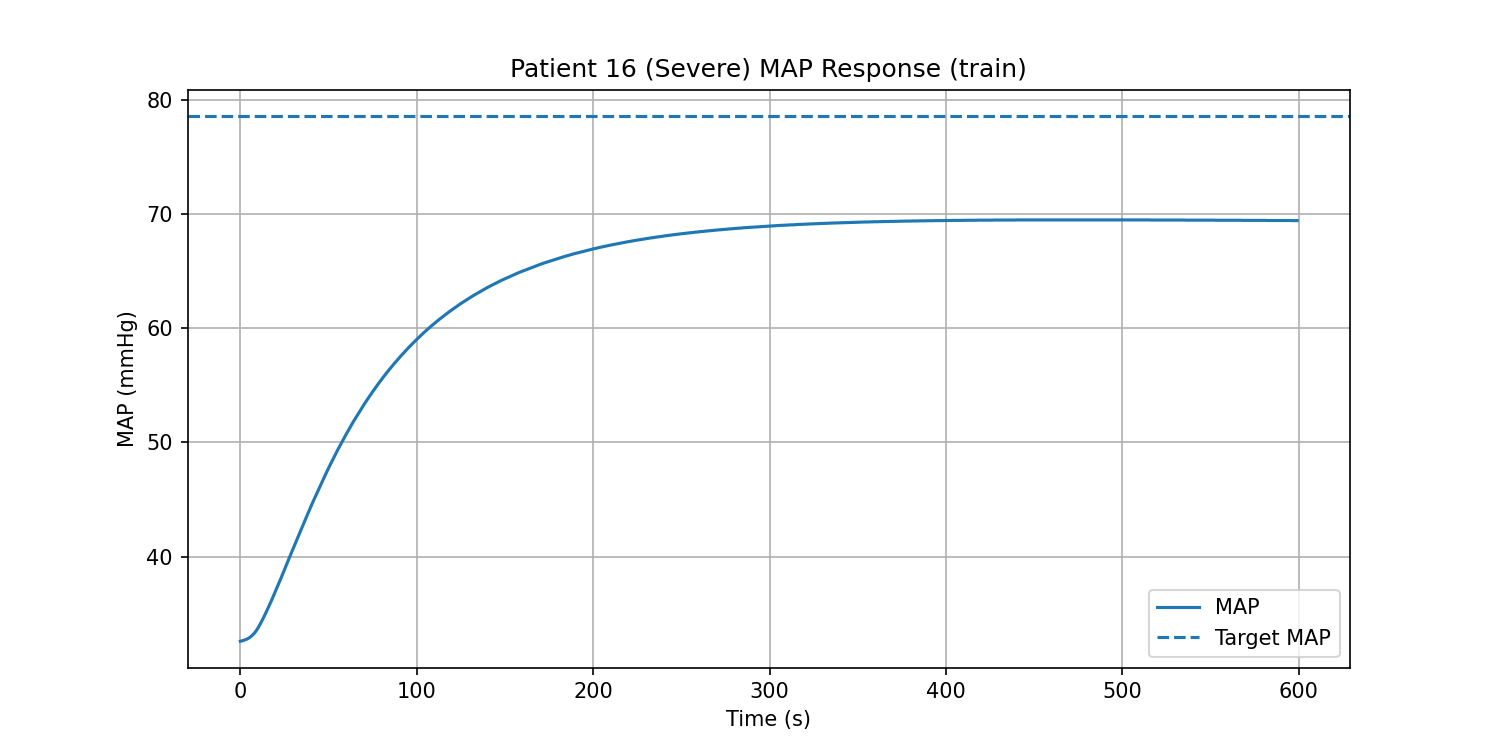 Patient 16 (Severe) MAP Response (train)
MAP (mmHg)
80
70
60
50
40
0 100 200 300 400 500 600
Time (s)
MAP
Target MAP